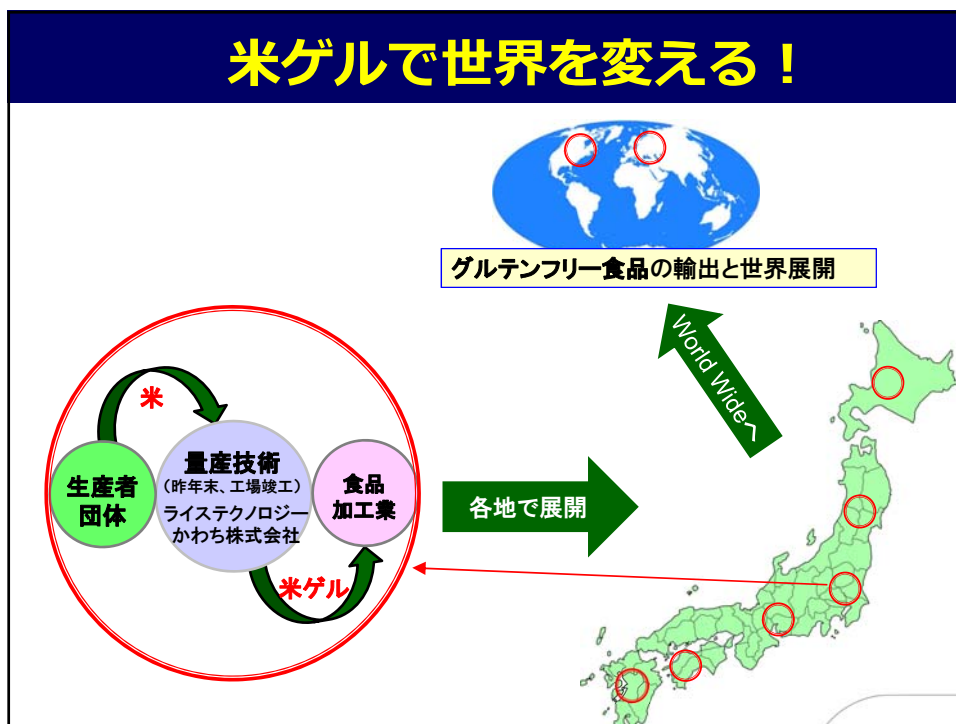 米ゲルで世界を変える！
グルテンフリー食品の輸出と世界展開
World Wideへ
米
生産者
団体
量産技術
（昨年末、工場竣工）
ライステクノロジー
かわち株式会社
食品
加工業
米ゲル
各地で展開